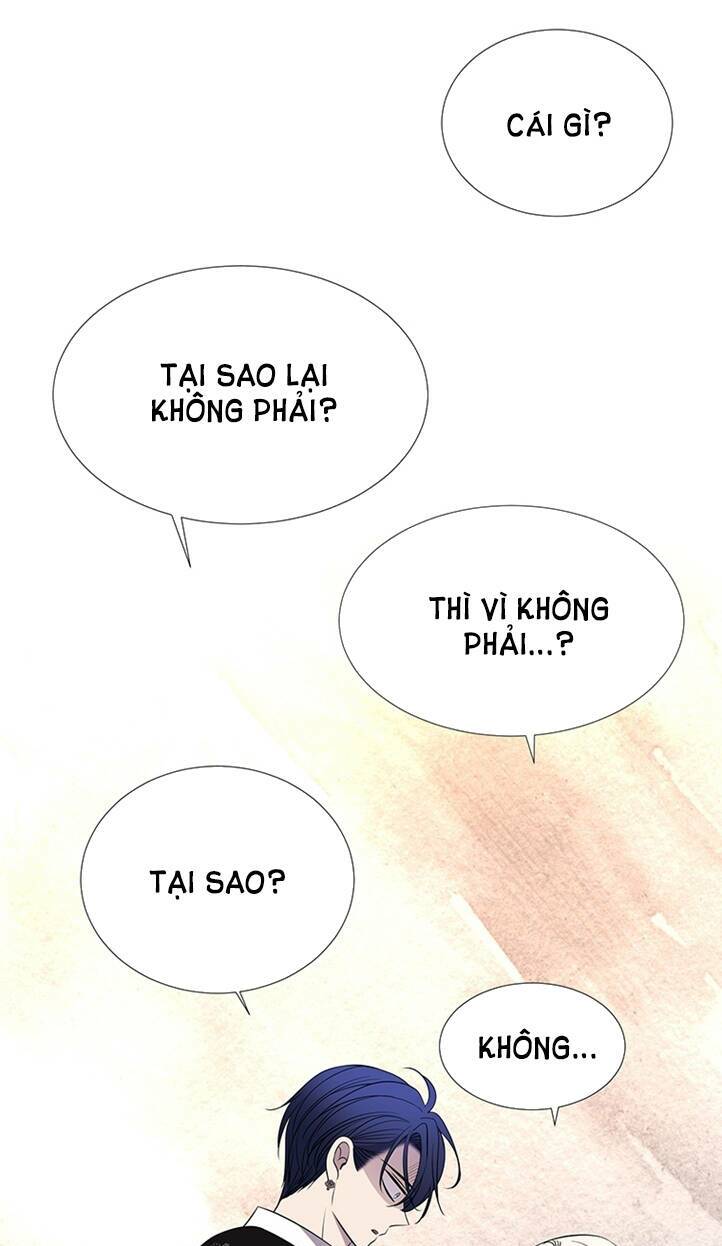 CÁI GÌ?
TẠI SAO LẠI
KHÔNG PHẢI?
THÌ VÌ KHÔNG
PHẢI...?
TẠI SAO?
KHÔNG...